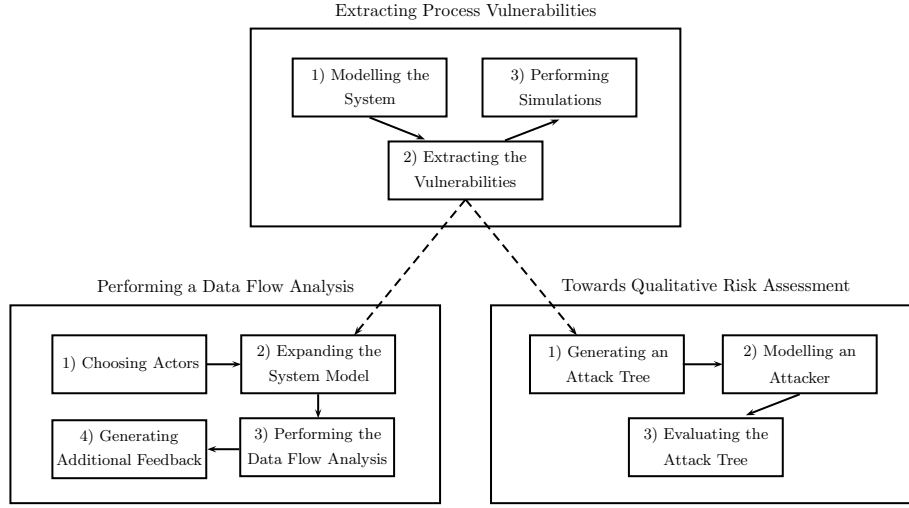 Extracting Process Vulnerabilities
1) Modelling the
System
3) Performing
Simulations
2) Extracting the
Vulnerabilities
Performing a Data Flow Analysis
1) Choosing Actors
2) Expanding the
System Model
4) Generating
Additional Feedback
3) Performing the
Data Flow Analysis
Towards Qualitative Risk Assessment
1) Generating an
Attack Tree
2) Modelling an
Attacker
3) Evaluating the
Attack Tree